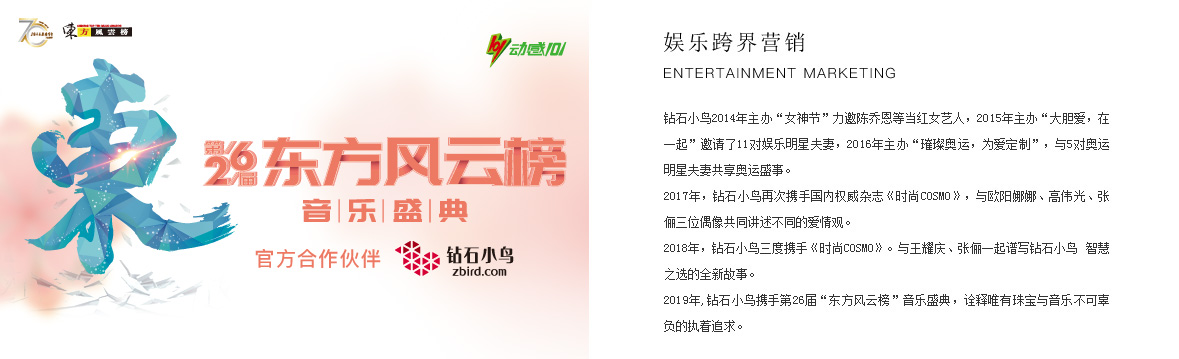 70
東方風雲榜
動感101
東
第26届
东方风云榜
音乐盛典
官方合作伙伴
钻石小鸟
zbird.com
娱乐跨界营销
ENTERTAINMENT MARKETING
钻石小鸟2014年主办“女神节”力邀陈乔恩等当红女艺人，2015年主办“大胆爱，在
一起”邀请了11对娱乐明星夫妻，2016年主办“璀璨奥运，为爱定制”，与5对奥运
明星夫妻共享奥运盛事。
2017年，钻石小鸟再次携手国内权威杂志《时尚COSMO》，与欧阳娜娜、高伟光、张
俪三位偶像共同讲述不同的爱情观。
2018年，钻石小鸟三度携手《时尚COSMO》。与王耀庆、张俪一起谱写钻石小鸟 智慧
之选的全新故事。
2019年,钻石小鸟携手第26届“东方风云榜”音乐盛典，诠释唯有珠宝与音乐不可辜
负的执着追求。